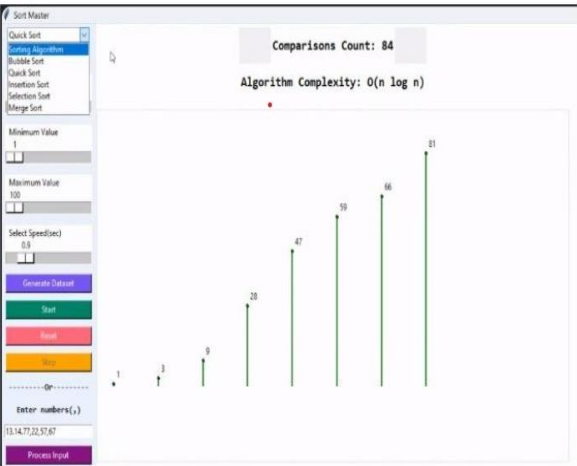 Sort Master
Quick Sort
Sorting Algorithm
Bubble Sort
Quick Sort
Insertion Sort
Selection Sort
Merge Sort
Minimum Value
1
Maximum Value
100
Select Speed(sec)
0.9
Generate Dataset
Start
Reset
Stop
---------Or---------
Enter numbers(,)
13,14,77,22,57,67
Process Input
Comparisons Count: 84
Algorithm Complexity: O(n log n)
1
3
9
28
47
59
66
81